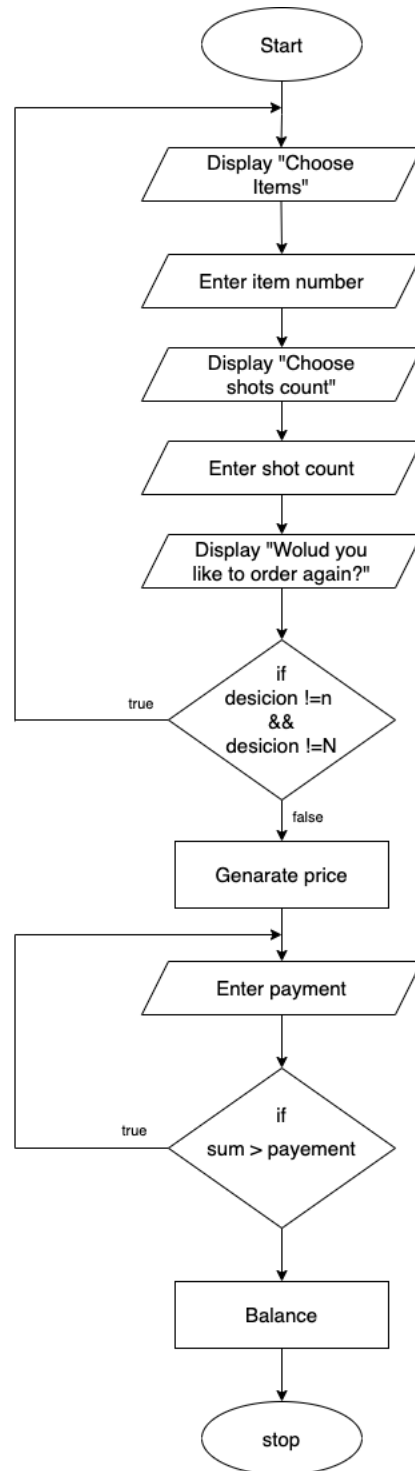 Start
Display "Choose
Items"
Enter item number
Display "Choose
shots count"
Enter shot count
Display "Wolud you
like to order again?"
if
desicion !=n
&&
desicion !=N
true
false
Genarate price
Enter payment
if
sum > payement
true
Balance
stop